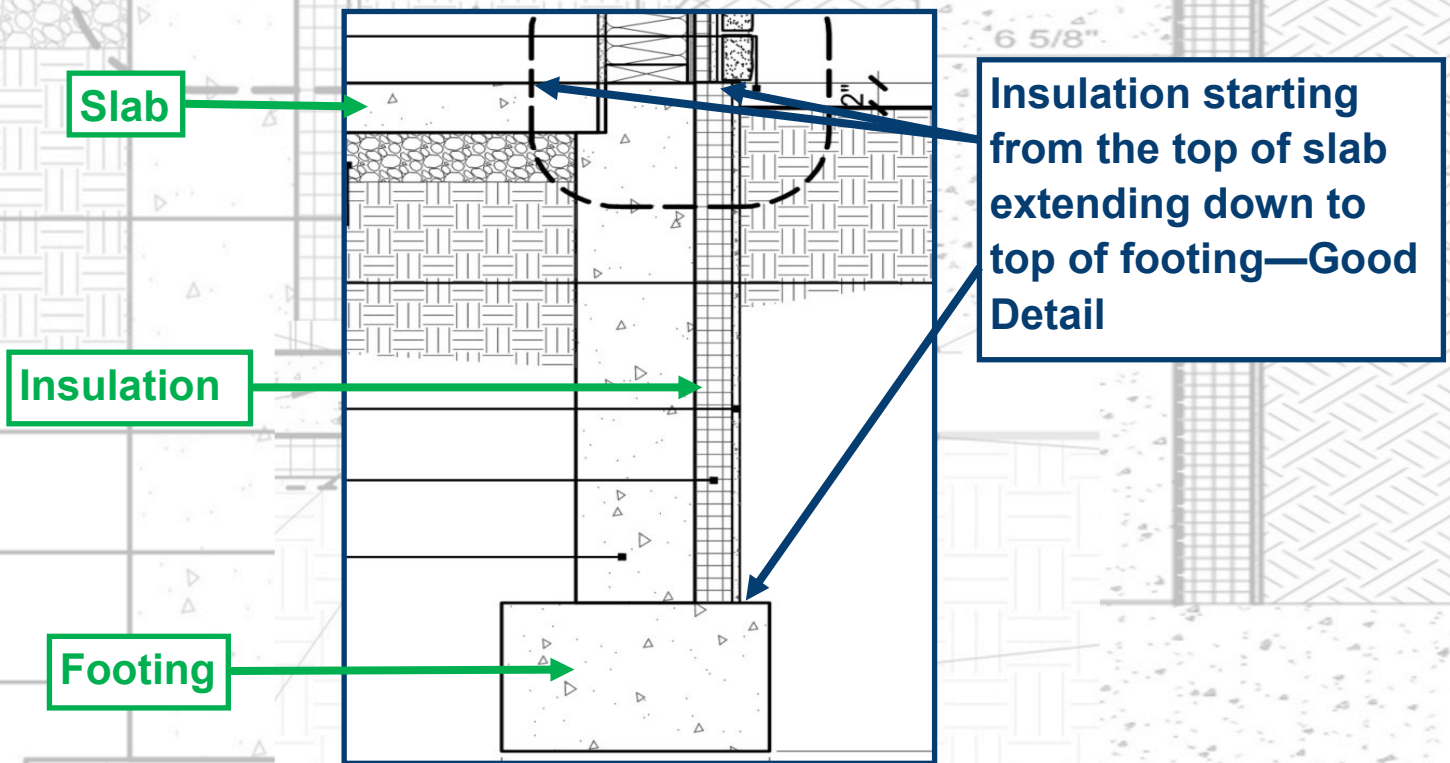 6 5/8"
Slab
2"
Insulation starting
from the top of slab
extending down to
top of footing—Good
Detail
Insulation
Footing